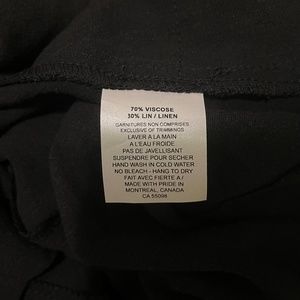 70% VISCOSE
30% LIN / LINEN
GARNITURES NON COMPRISES
EXCLUSIVE OF TRIMMINGS
LAVER A LA MAIN
A L'EAU FROIDE
PAS DE JAVELLISANT
SUSPENDRE POUR SECHER
HAND WASH IN COLD WATER
NO BLEACH - HANG TO DRY
FAIT AVEC FIERTE A /
MADE WITH PRIDE IN
MONTREAL, CANADA
CA 55098